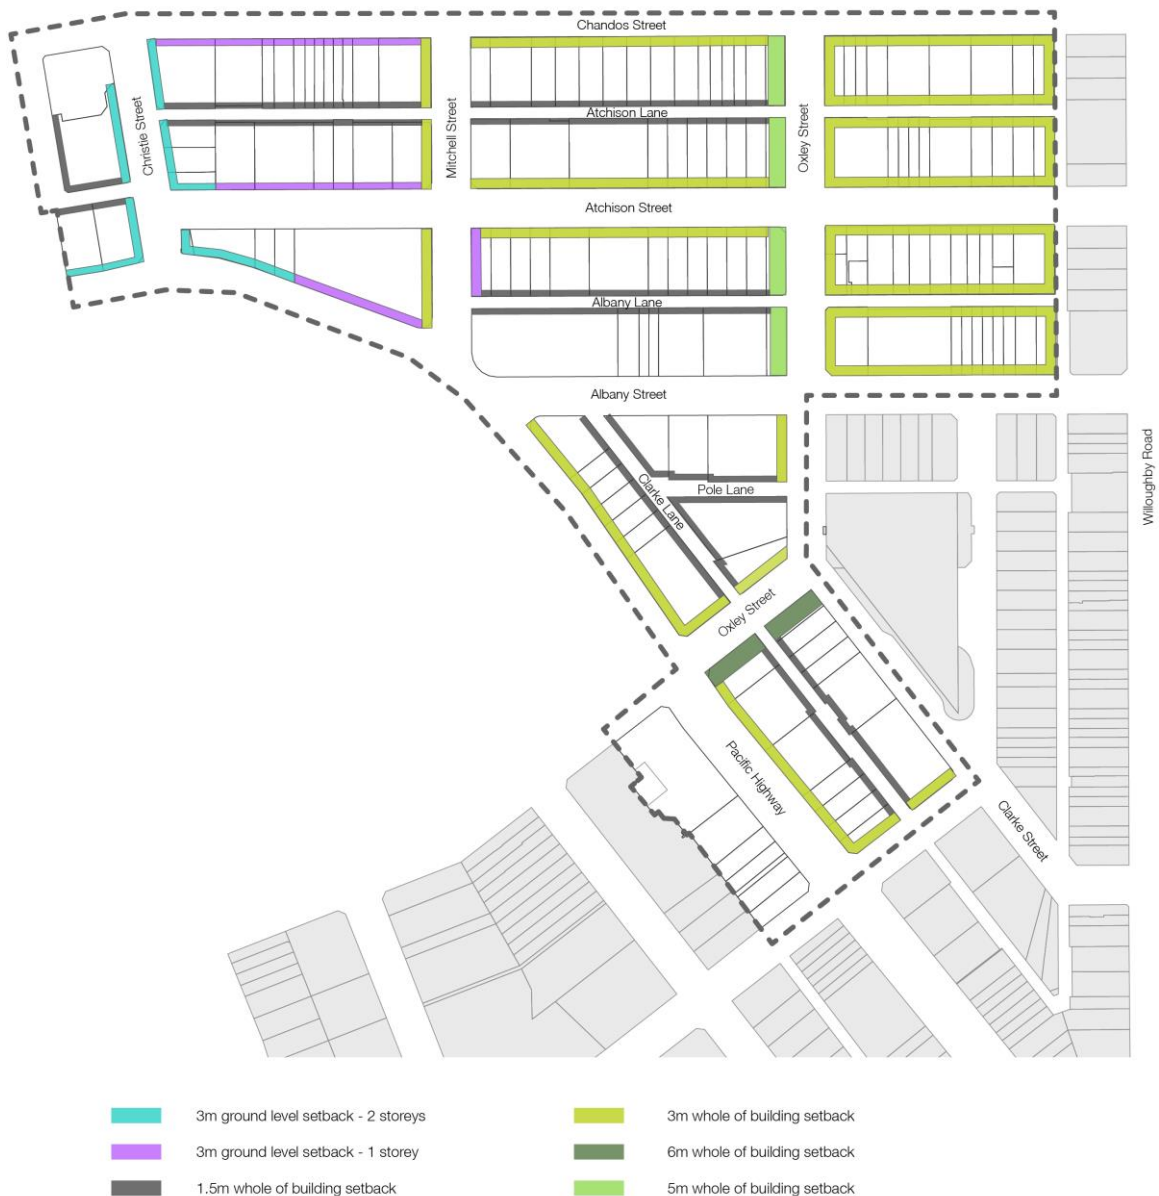 Chandos Street
Atchison Lane
Christie Street
Mitchell Street
Oxley Street
Atchison Street
Albany Lane
Albany Street
Clarke Lane
Pole Lane
Willoughby Road
Oxley Street
Pacific Highway
Clarke Street
3m ground level setback - 2 storeys
3m whole of building setback
3m ground level setback - 1 storey
6m whole of building setback
1.5m whole of building setback
5m whole of building setback